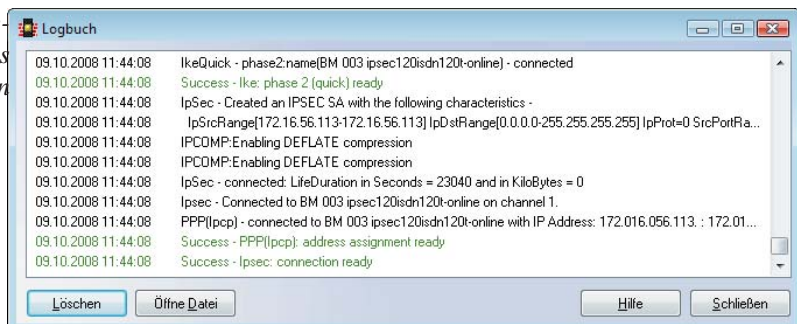 Logbuch
09.10.2008 11:44:08 IkeQuick - phase2:name(BM 003 ipsec120isdn120t-online) - connected
09.10.2008 11:44:08 Success - Ike: phase 2 (quick) ready
09.10.2008 11:44:08 IpSec - Created an IPSEC SA with the following characteristics -
09.10.2008 11:44:08 IpSrcRange[172.16.56.113-172.16.56.113] IpDstRange[0.0.0.0-255.255.255.255] IpProt=0 SrcPortRa...
09.10.2008 11:44:08 IPCOMP:Enabling DEFLATE compression
09.10.2008 11:44:08 IPCOMP:Enabling DEFLATE compression
09.10.2008 11:44:08 IpSec - connected: LifeDuration in Seconds = 23040 and in KiloBytes = 0
09.10.2008 11:44:08 Ipsec - Connected to BM 003 ipsec120isdn120t-online on channel 1.
09.10.2008 11:44:08 PPP(Ipcp) - connected to BM 003 ipsec120isdn120t-online with IP Address: 172.016.056.113. : 172.01...
09.10.2008 11:44:08 Success - PPP(Ipcp): address assignment ready
09.10.2008 11:44:08 Success - Ipsec: connection ready
Löschen Öffne Datei Hilfe Schließen